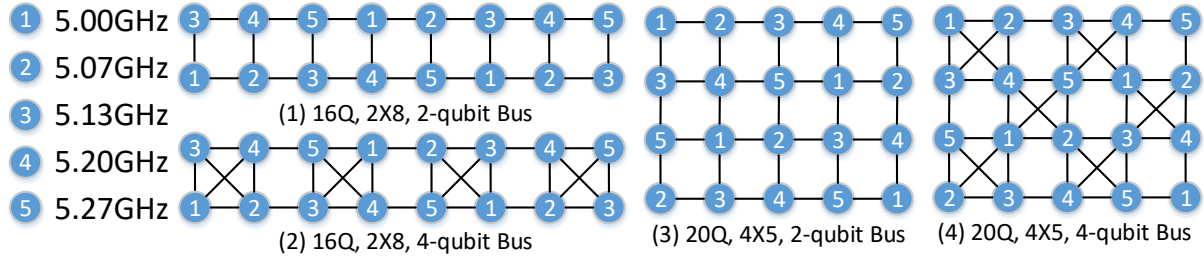 1 5.00GHz
2 5.07GHz
3 5.13GHz
4 5.20GHz
5 5.27GHz
3 4 5 1 2 3 4 5
1 2 3 4 5 1 2 3
(1) 16Q, 2X8, 2-qubit Bus
3 4 5 1 2 3 4 5
1 2 3 4 5 1 2 3
(2) 16Q, 2X8, 4-qubit Bus
1 2 3 4 5
3 4 5 1 2
5 1 2 3 4
2 3 4 5 1
(3) 20Q, 4X5, 2-qubit Bus
1 2 3 4 5
3 4 5 1 2
5 1 2 3 4
2 3 4 5 1
(4) 20Q, 4X5, 4-qubit Bus